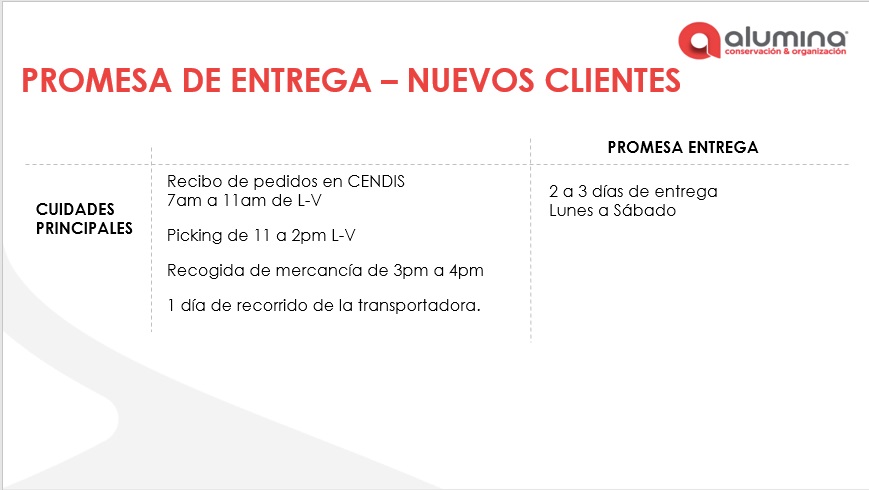 alumina®
conservación & organización
PROMESA DE ENTREGA – NUEVOS CLIENTES
PROMESA ENTREGA
CUIDADES
PRINCIPALES
Recibo de pedidos en CENDIS
7am a 11am de L-V
Picking de 11 a 2pm L-V
Recogida de mercancía de 3pm a 4pm
1 día de recorrido de la transportadora.
2 a 3 días de entrega
Lunes a Sábado